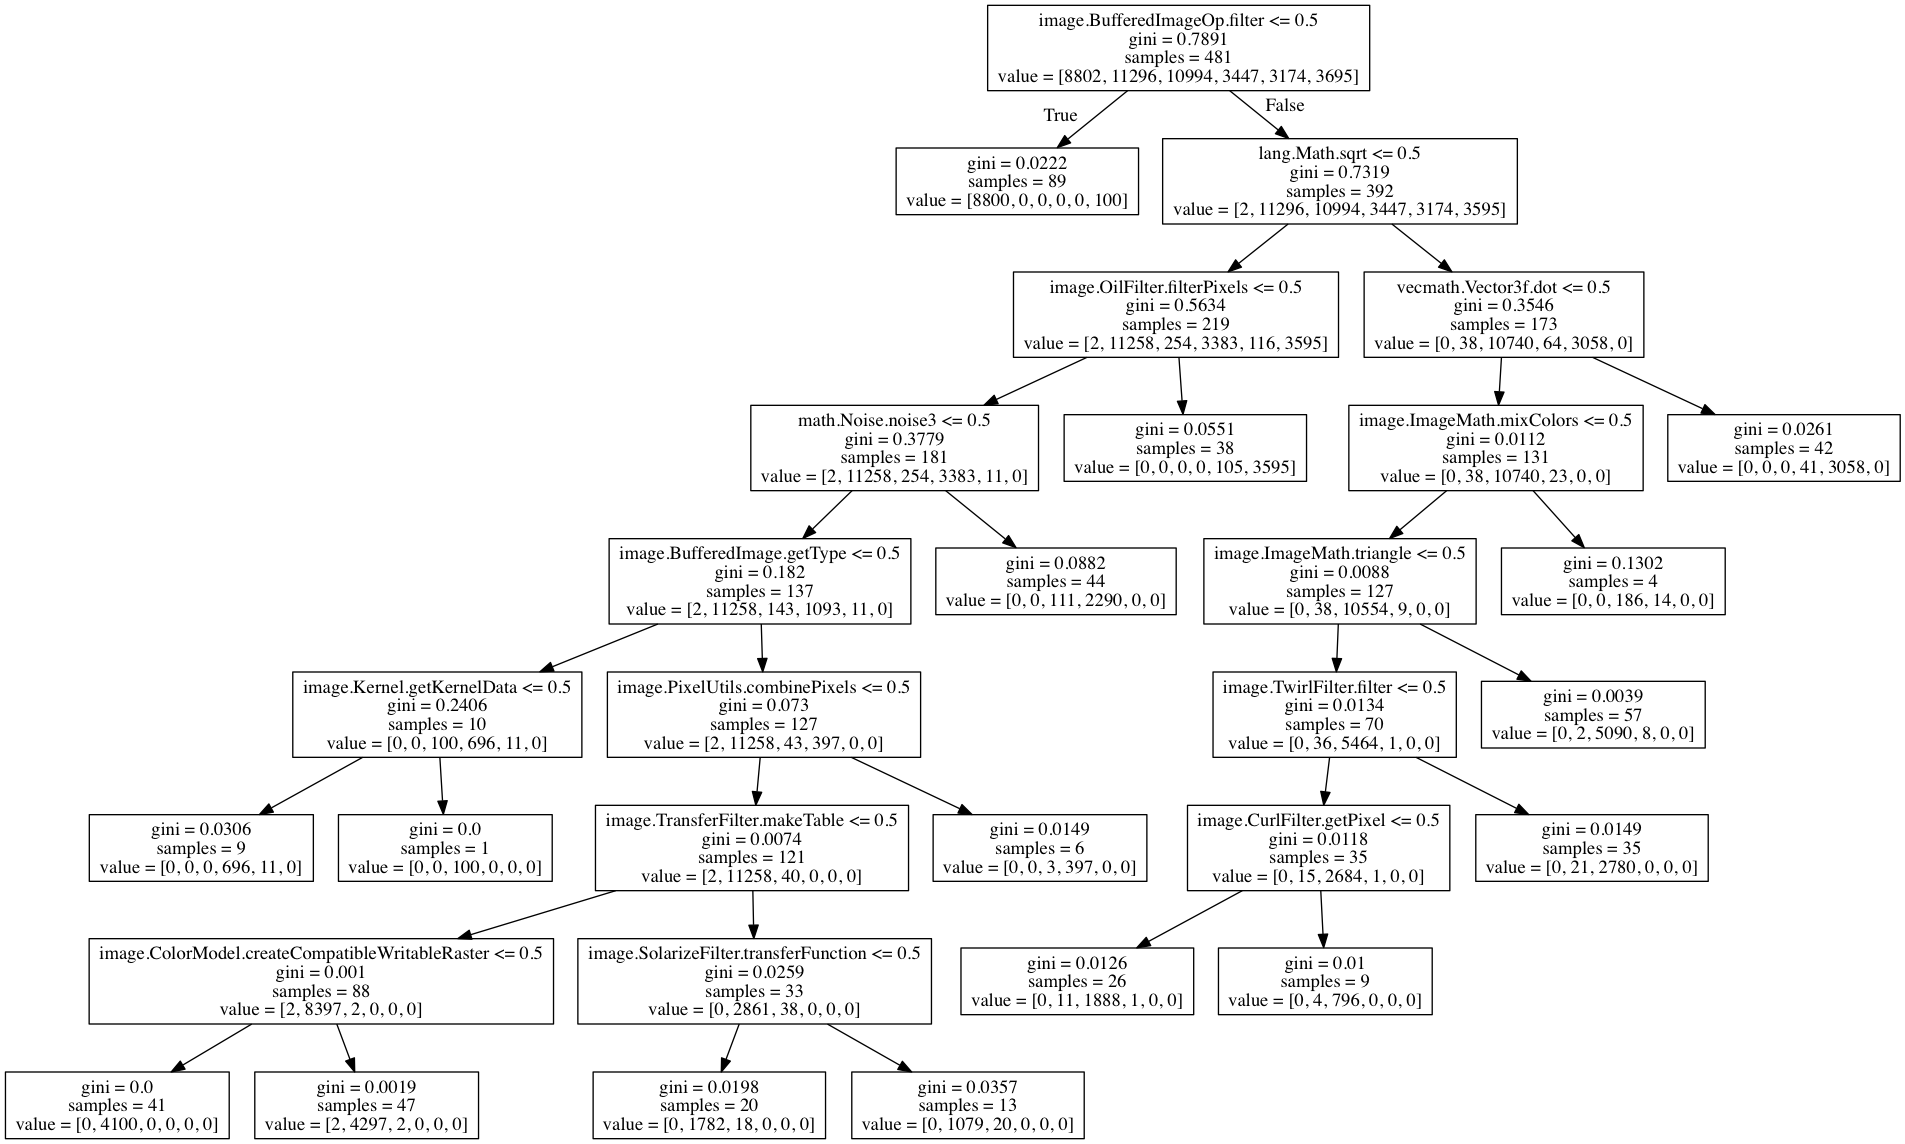 image.BufferedImageOp.filter <= 0.5
gini = 0.7891
samples = 481
value = [8802, 11296, 10994, 3447, 3174, 3695]
True
False
gini = 0.0222
samples = 89
value = [8800, 0, 0, 0, 0, 100]
lang.Math.sqrt <= 0.5
gini = 0.7319
samples = 392
value = [2, 11296, 10994, 3447, 3174, 3595]
image.OilFilter.filterPixels <= 0.5
gini = 0.5634
samples = 219
value = [2, 11258, 254, 3383, 116, 3595]
vecmath.Vector3f.dot <= 0.5
gini = 0.3546
samples = 173
value = [0, 38, 10740, 64, 3058, 0]
math.Noise.noise3 <= 0.5
gini = 0.3779
samples = 181
value = [2, 11258, 254, 3383, 11, 0]
gini = 0.0551
samples = 38
value = [0, 0, 0, 0, 105, 3595]
image.ImageMath.mixColors <= 0.5
gini = 0.0112
samples = 131
value = [0, 38, 10740, 23, 0, 0]
gini = 0.0261
samples = 42
value = [0, 0, 0, 41, 3058, 0]
image.BufferedImage.getType <= 0.5
gini = 0.182
samples = 137
value = [2, 11258, 143, 1093, 11, 0]
gini = 0.0882
samples = 44
value = [0, 0, 111, 2290, 0, 0]
image.ImageMath.triangle <= 0.5
gini = 0.0088
samples = 127
value = [0, 38, 10554, 9, 0, 0]
gini = 0.1302
samples = 4
value = [0, 0, 186, 14, 0, 0]
image.Kernel.getKernelData <= 0.5
gini = 0.2406
samples = 10
value = [0, 0, 100, 696, 11, 0]
image.PixelUtils.combinePixels <= 0.5
gini = 0.073
samples = 127
value = [2, 11258, 43, 397, 0, 0]
image.TwirlFilter.filter <= 0.5
gini = 0.0134
samples = 70
value = [0, 36, 5464, 1, 0, 0]
gini = 0.0039
samples = 57
value = [0, 2, 5090, 8, 0, 0]
gini = 0.0306
samples = 9
value = [0, 0, 0, 696, 11, 0]
gini = 0.0
samples = 1
value = [0, 0, 100, 0, 0, 0]
image.TransferFilter.makeTable <= 0.5
gini = 0.0074
samples = 121
value = [2, 11258, 40, 0, 0, 0]
gini = 0.0149
samples = 6
value = [0, 0, 3, 397, 0, 0]
image.CurlFilter.getPixel <= 0.5
gini = 0.0118
samples = 35
value = [0, 15, 2684, 1, 0, 0]
gini = 0.0149
samples = 35
value = [0, 21, 2780, 0, 0, 0]
image.ColorModel.createCompatibleWritableRaster <= 0.5
gini = 0.001
samples = 88
value = [2, 8397, 2, 0, 0, 0]
image.SolarizeFilter.transferFunction <= 0.5
gini = 0.0259
samples = 33
value = [0, 2861, 38, 0, 0, 0]
gini = 0.0126
samples = 26
value = [0, 11, 1888, 1, 0, 0]
gini = 0.01
samples = 9
value = [0, 4, 796, 0, 0, 0]
gini = 0.0
samples = 41
value = [0, 4100, 0, 0, 0, 0]
gini = 0.0019
samples = 47
value = [2, 4297, 2, 0, 0, 0]
gini = 0.0198
samples = 20
value = [0, 1782, 18, 0, 0, 0]
gini = 0.0357
samples = 13
value = [0, 1079, 20, 0, 0, 0]